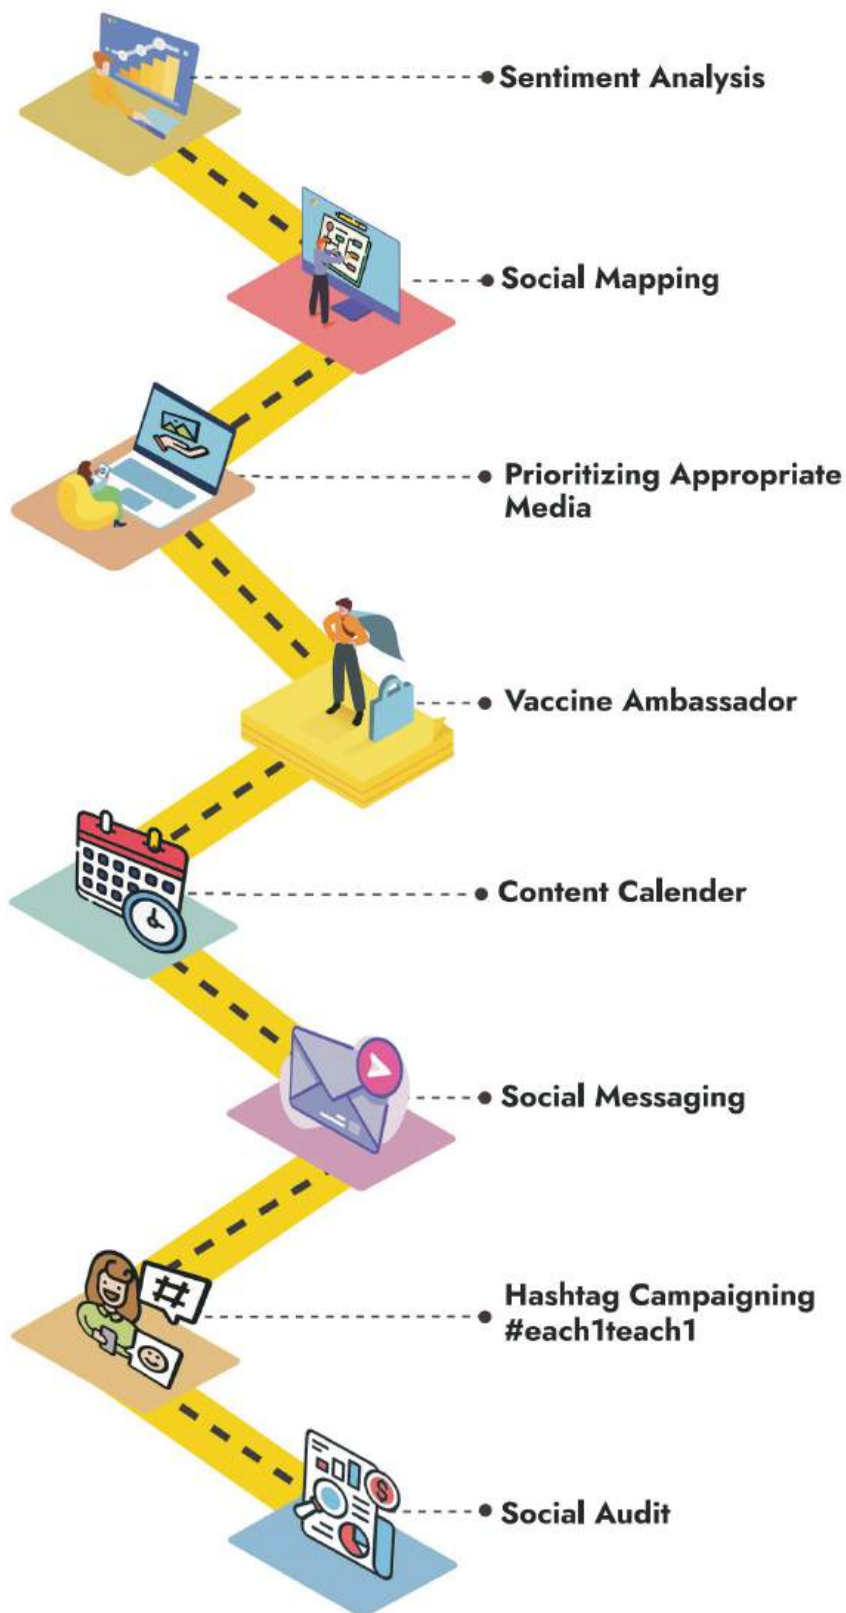 Sentiment Analysis
Social Mapping
Prioritizing Appropriate
Media
Vaccine Ambassador
Content Calender
Social Messaging
Hashtag Campaigning
#each1teach1
Social Audit